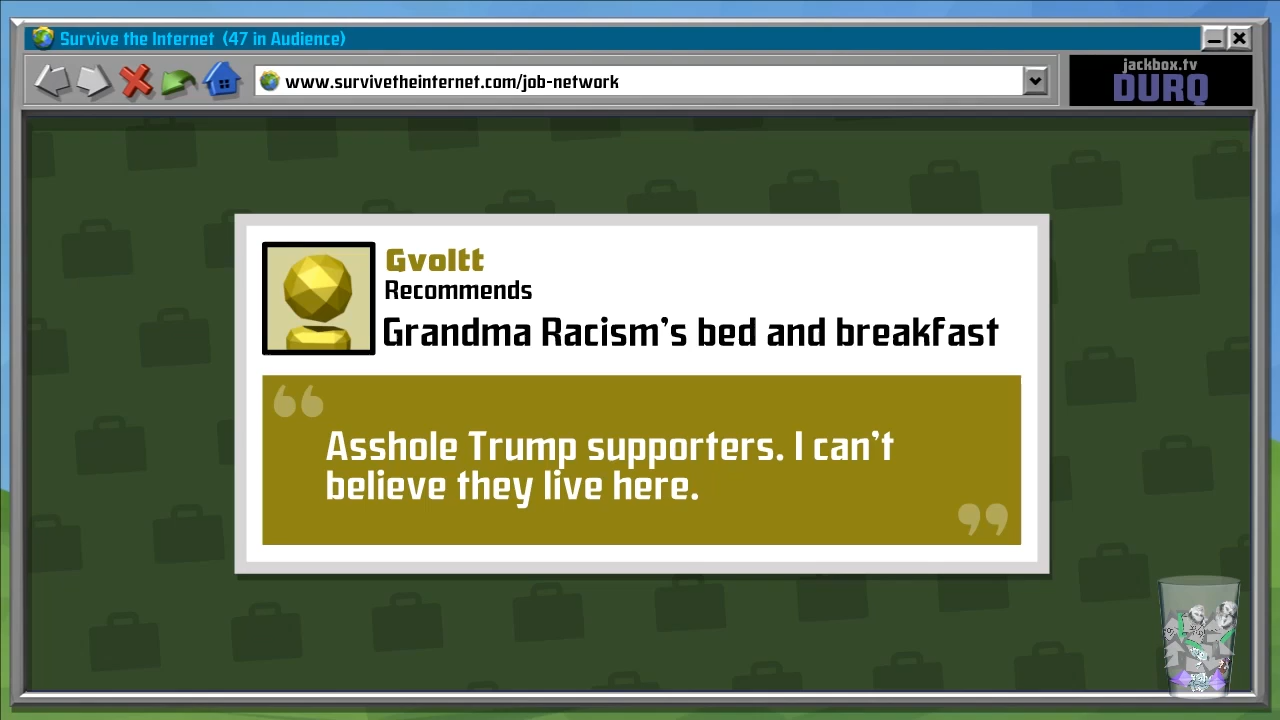 Survive the Internet (47 in Audience)
www.survivetheinternet.com/job-network
jackbox.tv
DURQ
Gvoltt
Recommends
Grandma Racism's bed and breakfast
“
Asshole Trump supporters. I can't
believe they live here.
”